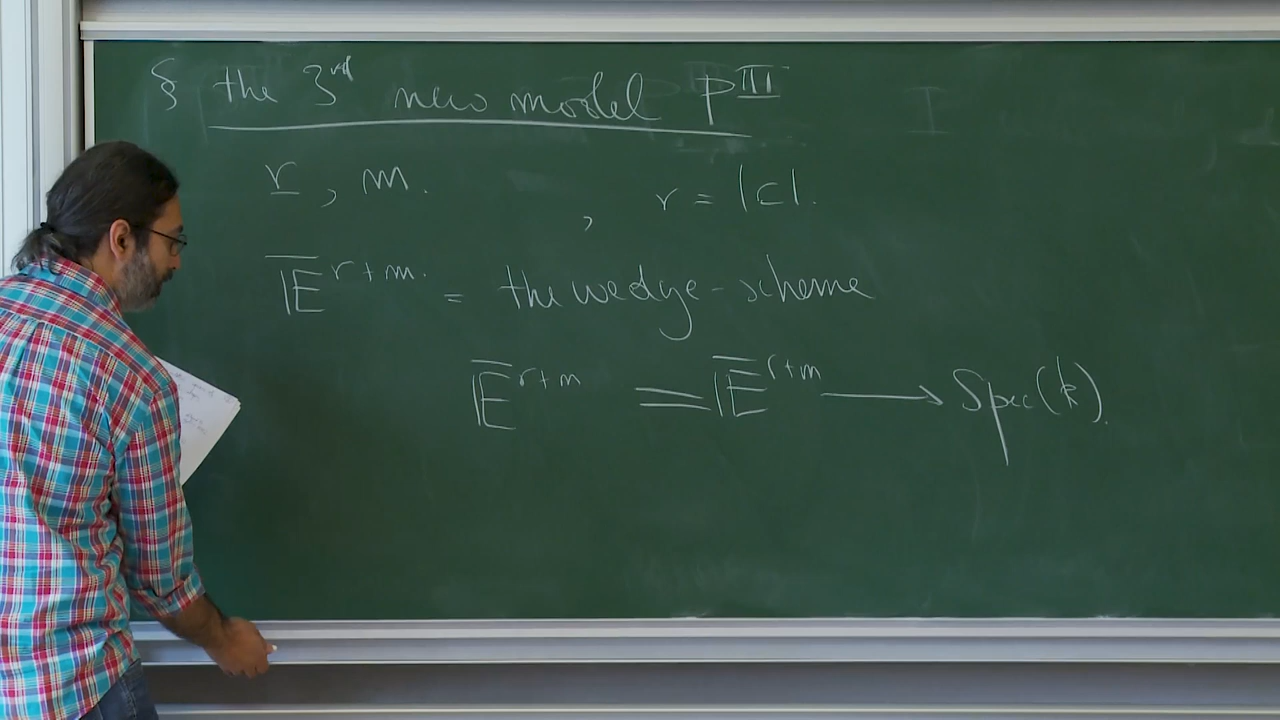 § the 3rd new model P^III
r, m. , r = |c|.
𝔼^{r+m} = the wedge-scheme
𝔼^{r+m} = 𝔼^{r+m} ⟶ Spec(k).